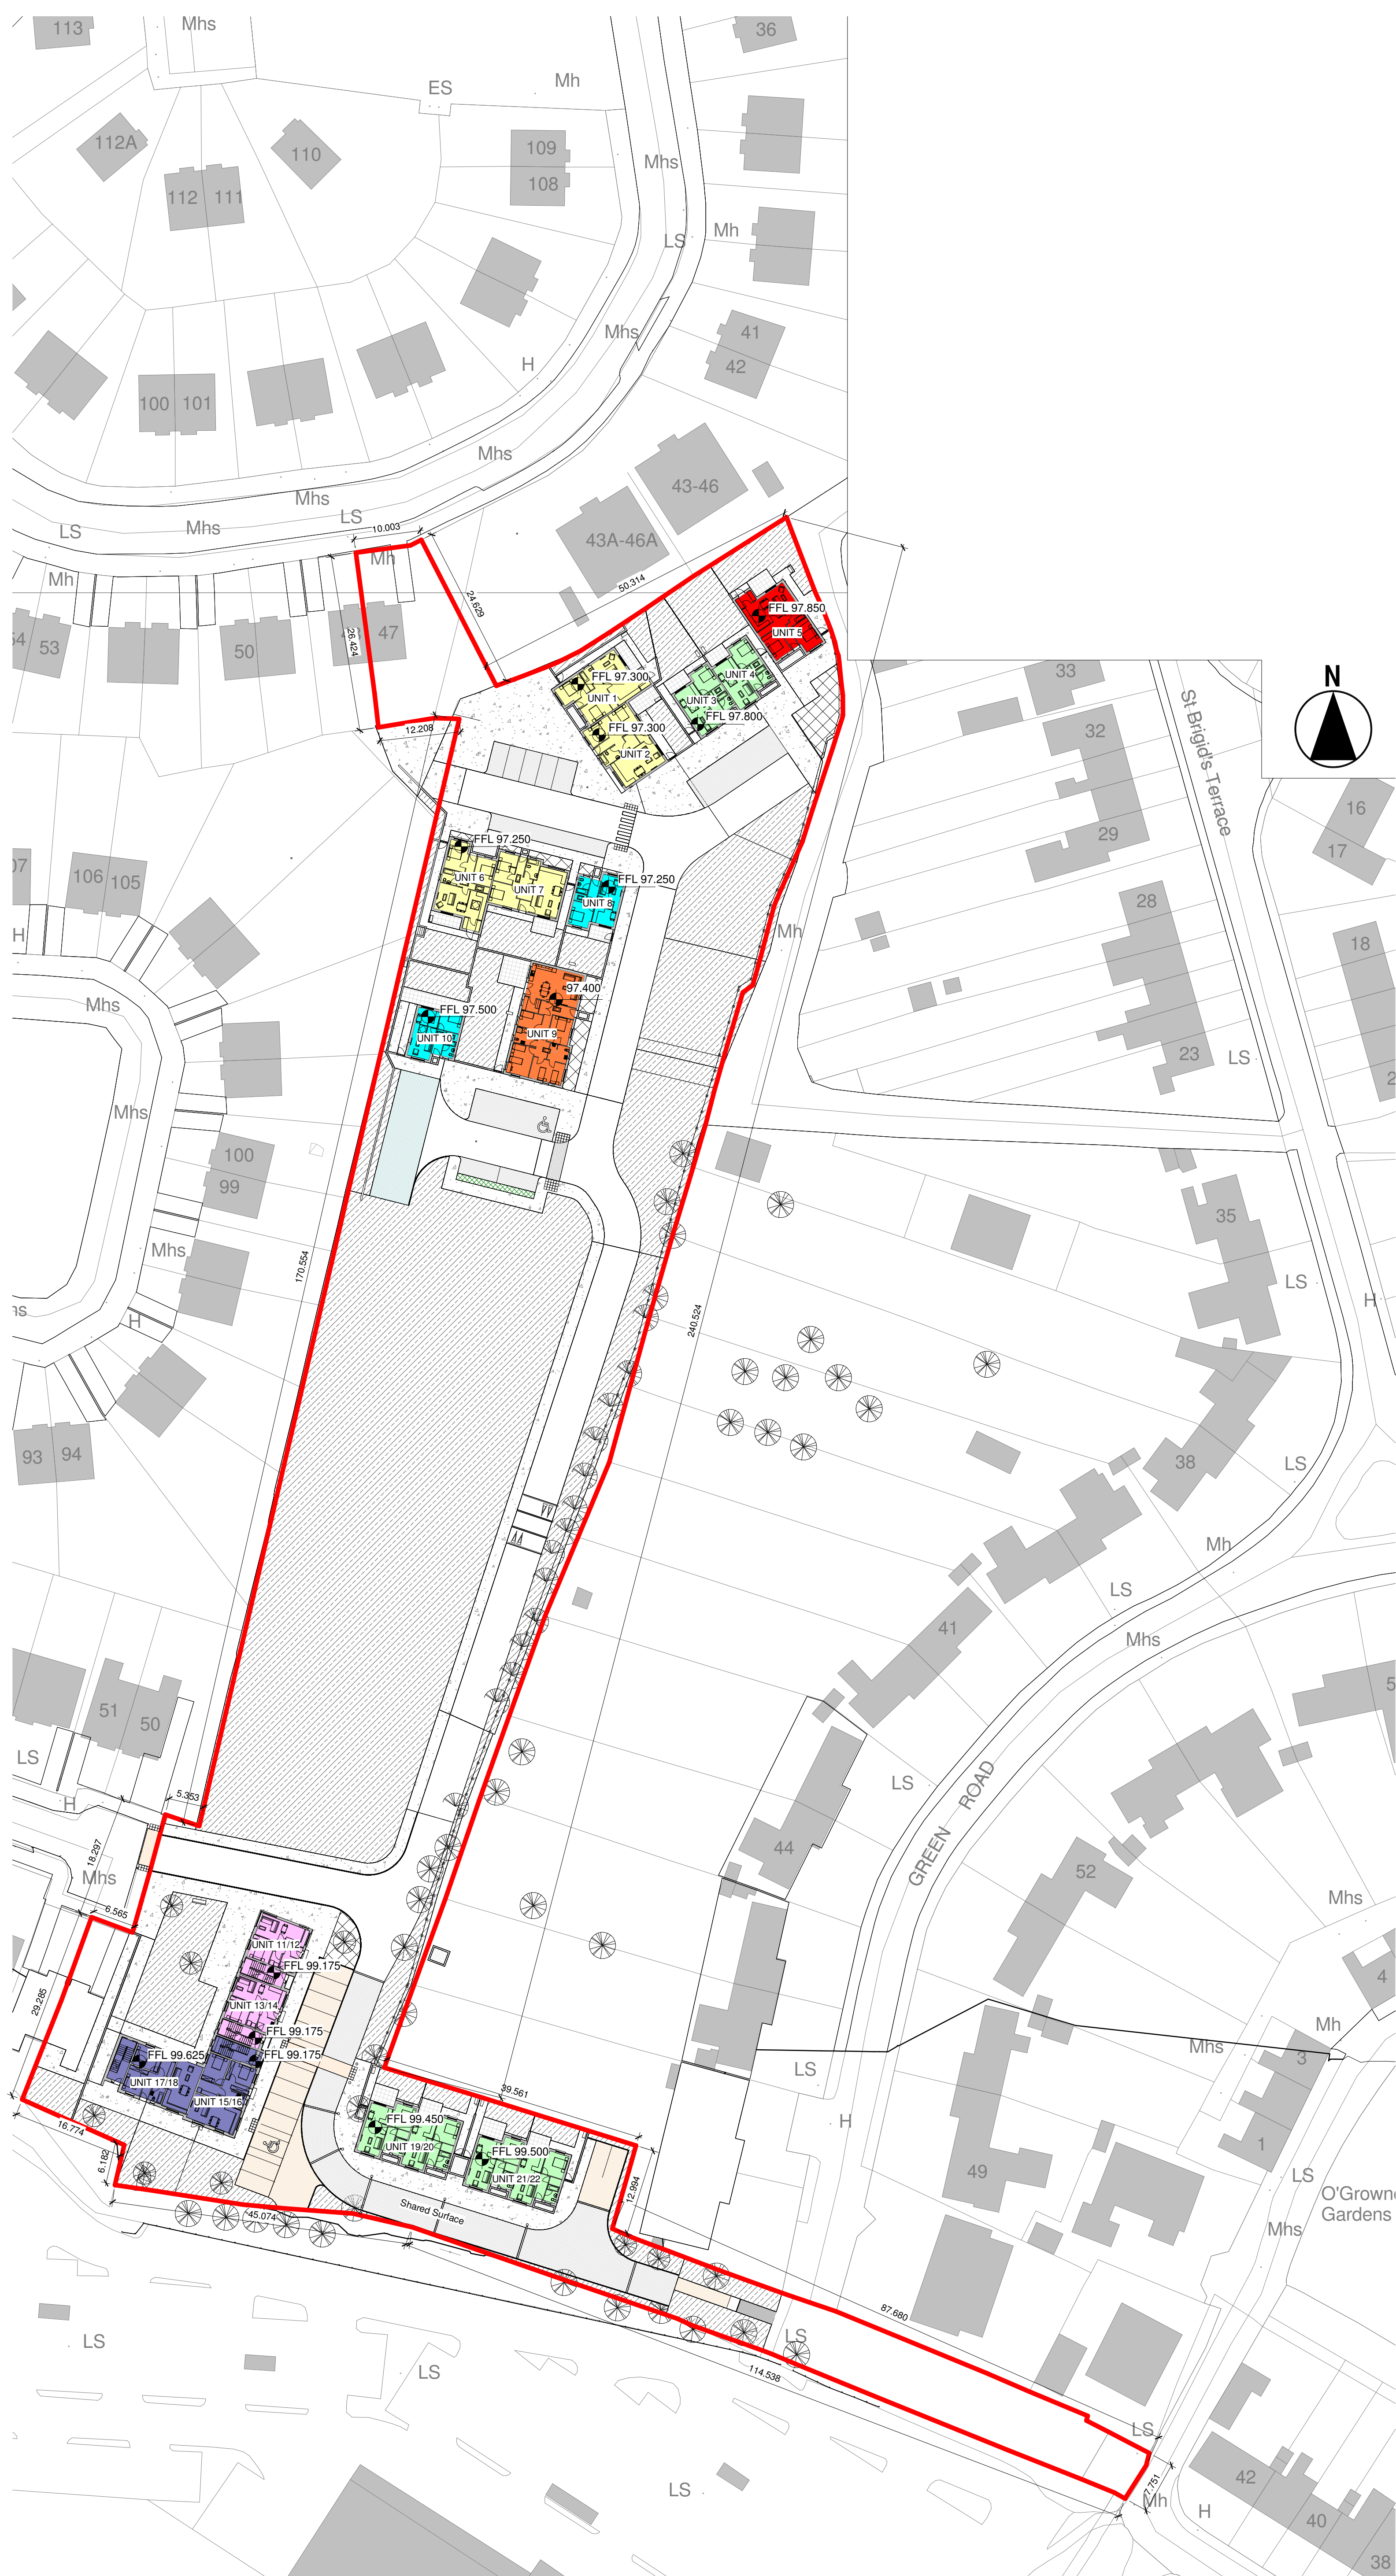 113
Mhs
36
ES
Mh
112A
110
109
108
Mhs
112 111
LS
Mh
Mhs
41
42
H
100 101
Mhs
43-46
Mhs
LS
LS
Mhs
10.003
43A-46A
Mh
Mh
50.314
24.629
FFL 97.850
UNIT 5
53
50
47
26.424
33
N
FFL 97.300
UNIT 1
UNIT 4
UNIT 3
FFL 97.800
St Brigid's Terrace
12.208
FFL 97.300
UNIT 2
32
16
17
29
FFL 97.250
UNIT 6
UNIT 7
FFL 97.250
UNIT 8
106 105
28
H
Mh
18
97.400
Mhs
FFL 97.500
UNIT 9
UNIT 10
23
LS
Mhs
100
99
35
Mhs
170.554
LS
H
H
240.524
93 94
38
LS
Mh
LS
41
Mhs
51
50
LS
LS
GREEN ROAD
5.353
H
18.297
44
52
Mhs
Mhs
6.565
UNIT 11/12
FFL 99.175
4
29.285
UNIT 13/14
FFL 99.175
Mh
FFL 99.625
FFL 99.175
Mhs
3
LS
UNIT 17/18
UNIT 15/16
39.561
16.774
FFL 99.450
H
1
UNIT 19/20
FFL 99.500
49
LS
6.182
UNIT 21/22
12.994
O'Growne
Gardens
45.074
Shared Surface
Mhs
87.680
LS
LS
LS
114.538
LS
7.751
42
LS
Mh
H
40
38